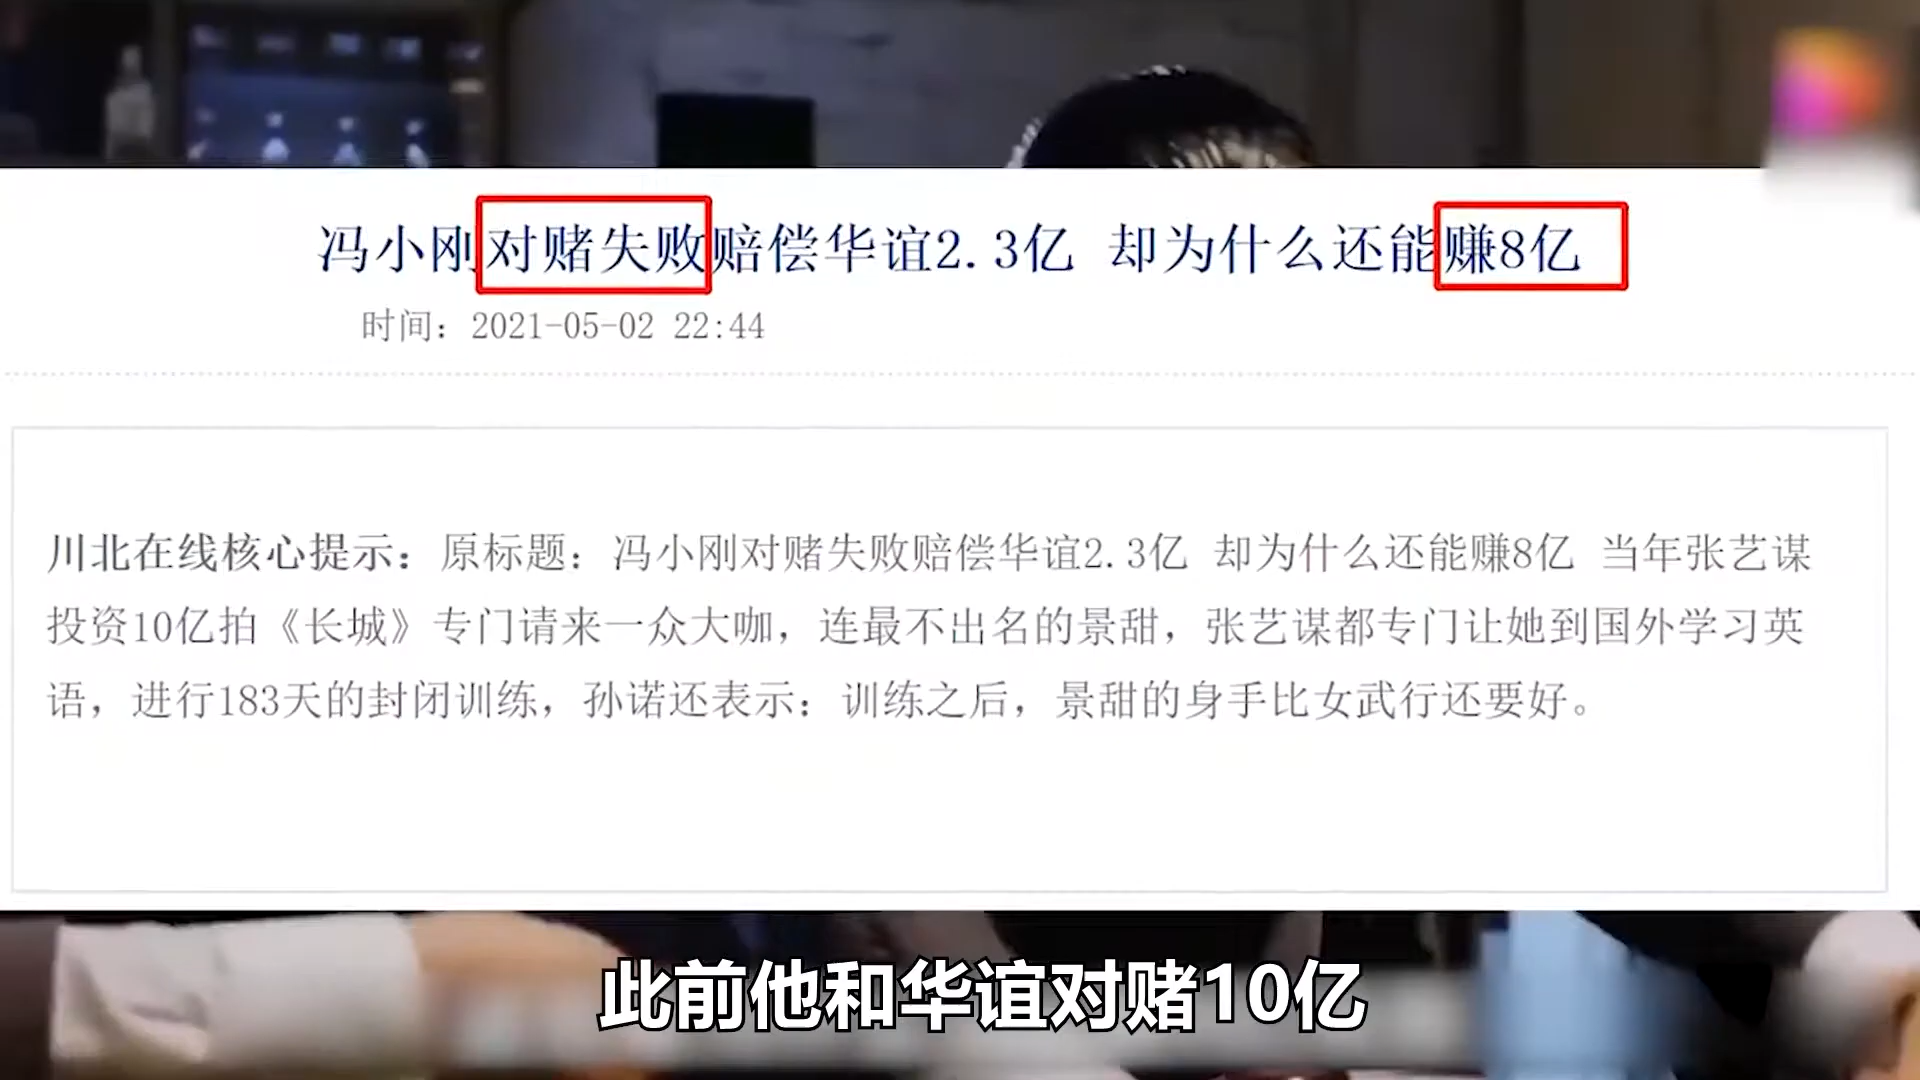 冯小刚对赌失败赔偿华谊2.3亿 却为什么还能赚8亿
时间：2021-05-02 22:44
川北在线核心提示：原标题：冯小刚对赌失败赔偿华谊2.3亿 却为什么还能赚8亿 当年张艺谋
投资10亿拍《长城》专门请来一众大咖，连最不出名的景甜，张艺谋都专门让她到国外学习英
语，进行183天的封闭训练，孙诺还表示：训练之后，景甜的身手比女武行还要好。
此前他和华谊对赌10亿